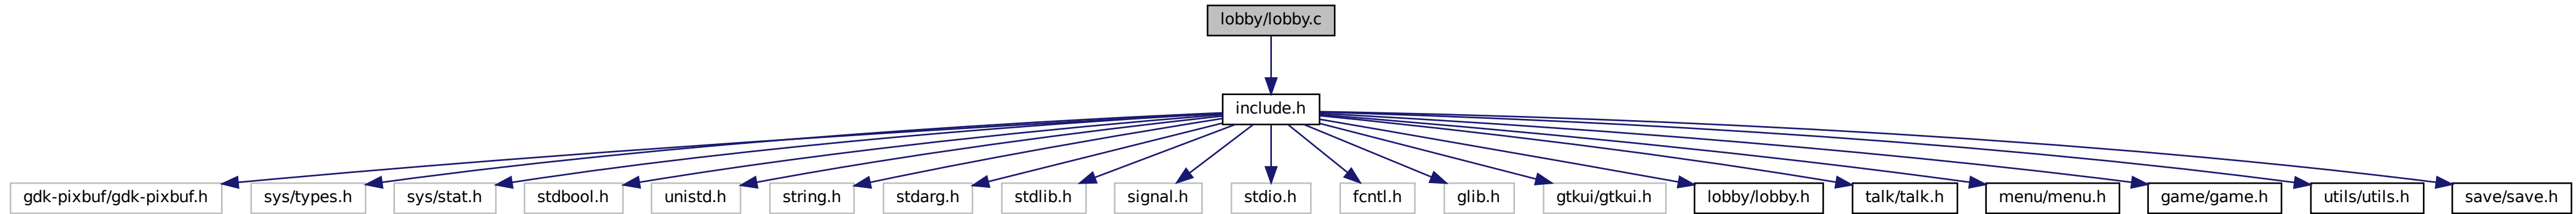 lobby/lobby.c
include.h
gdk-pixbuf/gdk-pixbuf.h
sys/types.h
sys/stat.h
stdbool.h
unistd.h
string.h
stdarg.h
stdlib.h
signal.h
stdio.h
fcntl.h
glib.h
gtkui/gtkui.h
lobby/lobby.h
talk/talk.h
menu/menu.h
game/game.h
utils/utils.h
save/save.h